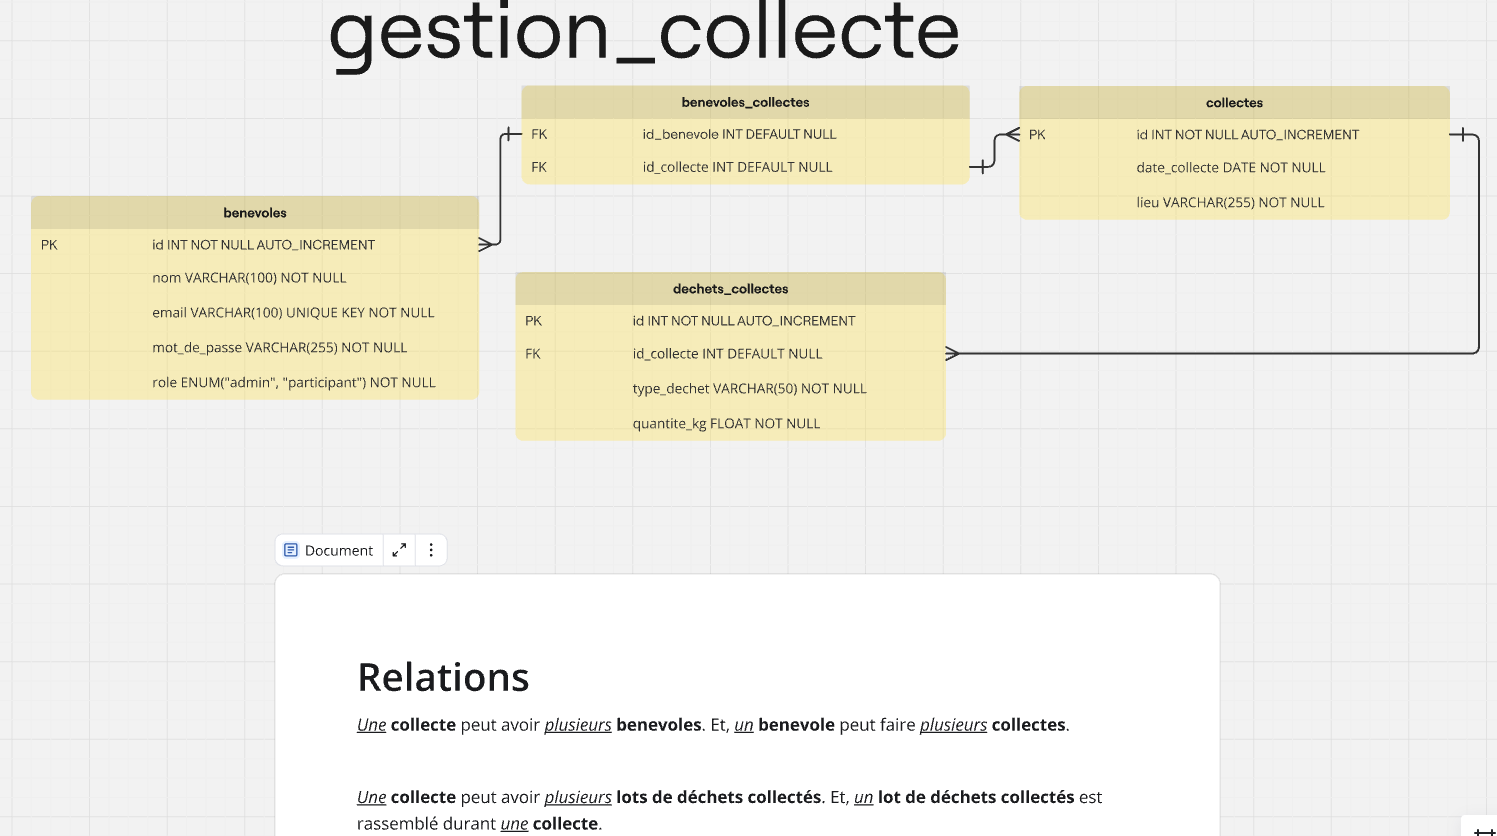 gestion_collecte
benevoles_collectes
FK id_benevole INT DEFAULT NULL
FK id_collecte INT DEFAULT NULL
collectes
PK id INT NOT NULL AUTO_INCREMENT
date_collecte DATE NOT NULL
lieu VARCHAR(255) NOT NULL
benevoles
PK id INT NOT NULL AUTO_INCREMENT
nom VARCHAR(100) NOT NULL
email VARCHAR(100) UNIQUE KEY NOT NULL
mot_de_passe VARCHAR(255) NOT NULL
role ENUM("admin", "participant") NOT NULL
dechets_collectes
PK id INT NOT NULL AUTO_INCREMENT
FK id_collecte INT DEFAULT NULL
type_dechet VARCHAR(50) NOT NULL
quantite_kg FLOAT NOT NULL
Document
Relations
Une collecte peut avoir plusieurs benevoles. Et, un benevole peut faire plusieurs collectes.
Une collecte peut avoir plusieurs lots de déchets collectés. Et, un lot de déchets collectés est
rassemblé durant une collecte.